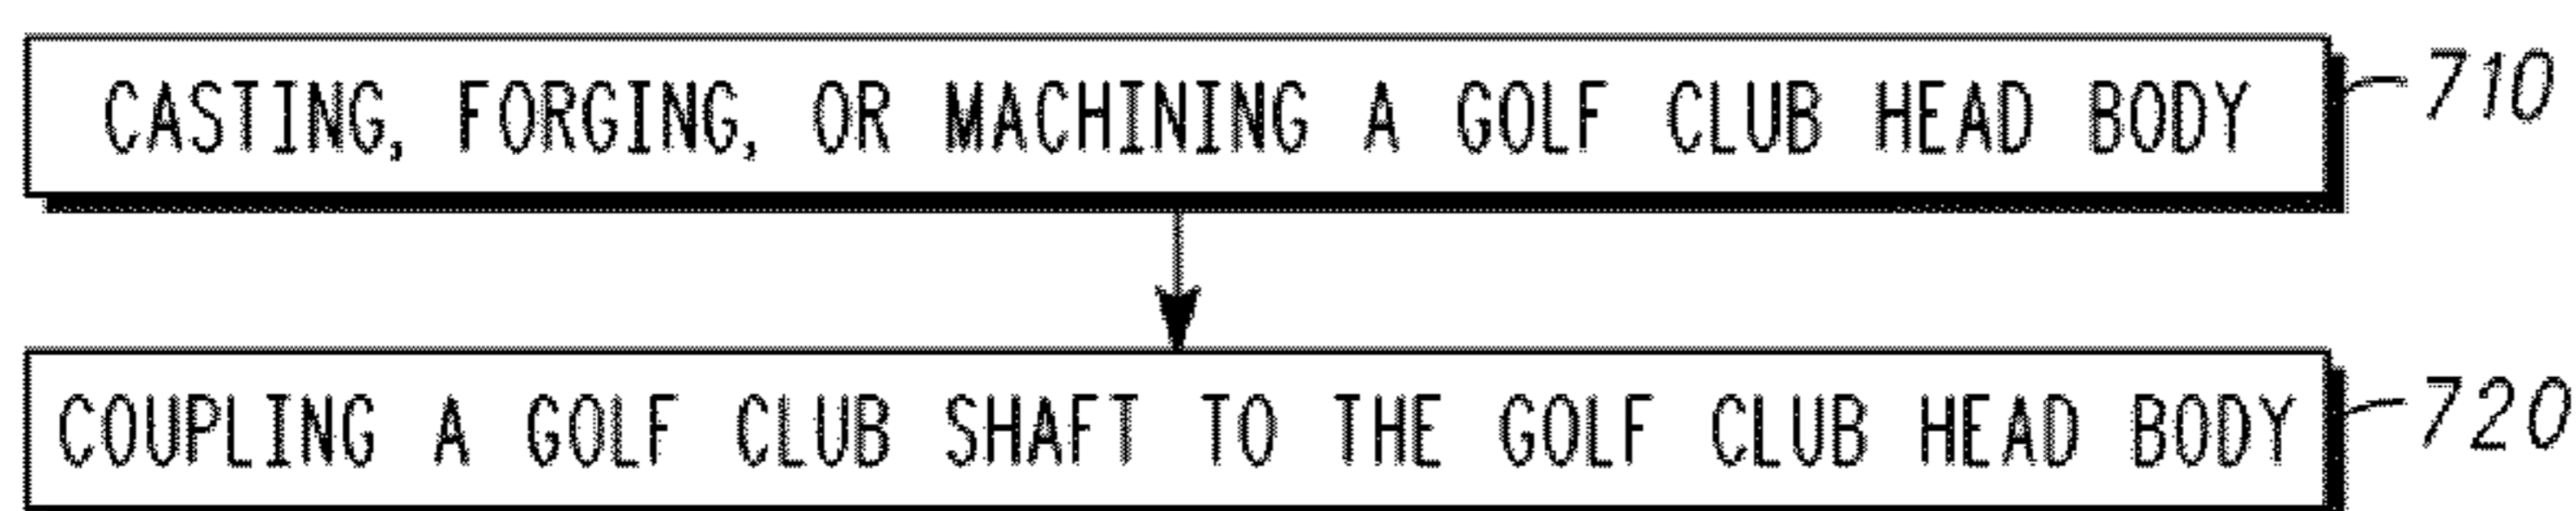 CASTING, FORGING, OR MACHINING A GOLF CLUB HEAD BODY 710
COUPLING A GOLF CLUB SHAFT TO THE GOLF CLUB HEAD BODY 720